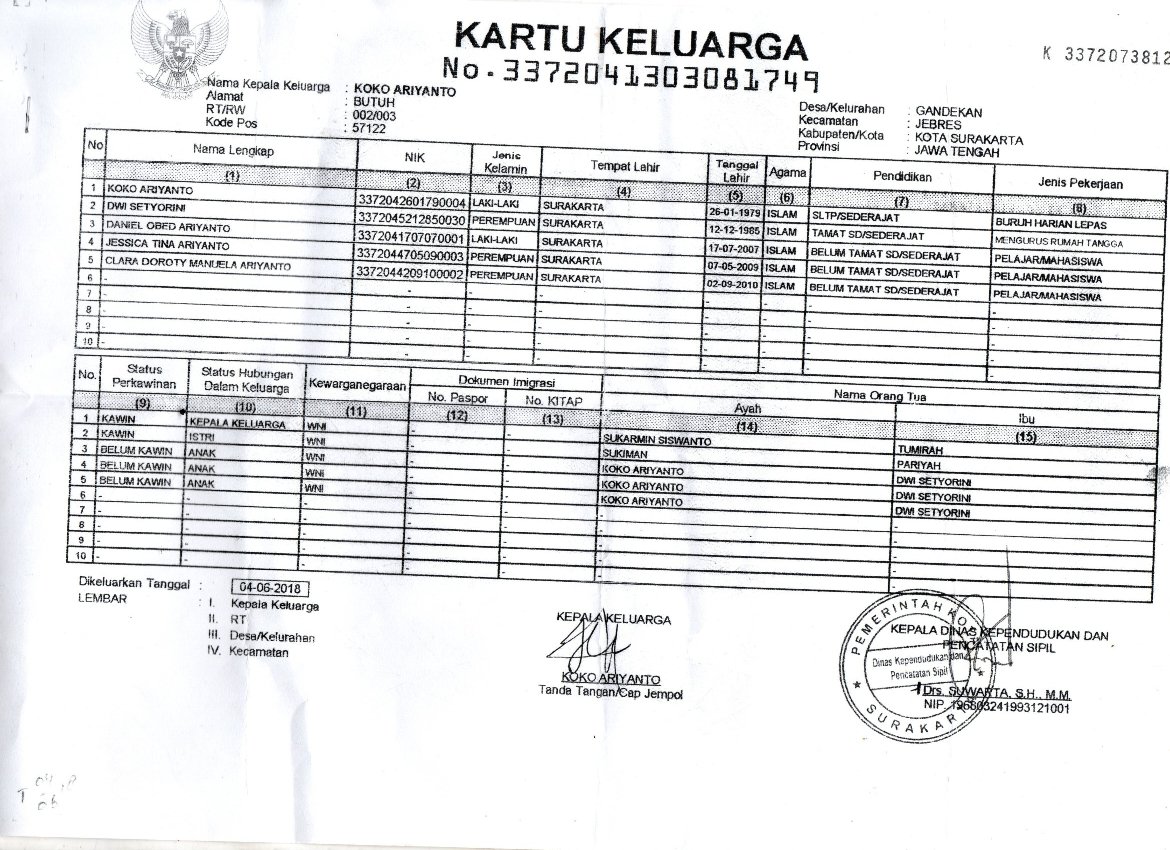 KARTU KELUARGA
No. 3372041303081749
K 3372073812
Nama Kepala Keluarga : KOKO ARIYANTO
Alamat : BUTUH
RT/RW : 002/003
Kode Pos : 57122
Desa/Kelurahan : GANDEKAN
Kecamatan : JEBRES
Kabupaten/Kota : KOTA SURAKARTA
Provinsi : JAWA TENGAH
No Nama Lengkap NIK Jenis Kelamin Tempat Lahir Tanggal Lahir Agama Pendidikan Jenis Pekerjaan
(1) (2) (3) (4) (5) (6) (7) (8)
1 KOKO ARIYANTO 3372042601790004 LAKI-LAKI SURAKARTA 26-01-1979 ISLAM SLTP/SEDERAJAT BURUH HARIAN LEPAS
2 DWI SETYORINI 3372045212850030 PEREMPUAN SURAKARTA 12-12-1985 ISLAM TAMAT SD/SEDERAJAT MENGURUS RUMAH TANGGA
3 DANIEL OBED ARIYANTO 3372041707070001 LAKI-LAKI SURAKARTA 17-07-2007 ISLAM BELUM TAMAT SD/SEDERAJAT PELAJAR/MAHASISWA
4 JESSICA TINA ARIYANTO 3372044705090003 PEREMPUAN SURAKARTA 07-05-2009 ISLAM BELUM TAMAT SD/SEDERAJAT PELAJAR/MAHASISWA
5 CLARA DOROTY MANUELA ARIYANTO 3372044209100002 PEREMPUAN SURAKARTA 02-09-2010 ISLAM BELUM TAMAT SD/SEDERAJAT PELAJAR/MAHASISWA
6 - - - - - - - -
7 - - - - - - - -
8 - - - - - - - -
9 - - - - - - - -
10 - - - - - - - -
No. Status Perkawinan Status Hubungan Dalam Keluarga Kewarganegaraan Dokumen Imigrasi Nama Orang Tua
No. Paspor No. KITAP Ayah Ibu
(9) (10) (11) (12) (13) (14) (15)
1 KAWIN KEPALA KELUARGA WNI - - SUKARMIN SISWANTO TUMIRAH
2 KAWIN ISTRI WNI - - SUKIMAN PARIYAH
3 BELUM KAWIN ANAK WNI - - KOKO ARIYANTO DWI SETYORINI
4 BELUM KAWIN ANAK WNI - - KOKO ARIYANTO DWI SETYORINI
5 BELUM KAWIN ANAK WNI - - KOKO ARIYANTO DWI SETYORINI
6 - - - - - - -
7 - - - - - - -
8 - - - - - - -
9 - - - - - - -
10 - - - - - - -
Dikeluarkan Tanggal : 04-06-2018
LEMBAR : I. Kepala Keluarga
II. RT
III. Desa/Kelurahan
IV. Kecamatan
KEPALA KELUARGA
KOKO ARIYANTO
Tanda Tangan/Cap Jempol
KEPALA DINAS KEPENDUDUKAN DAN
PENCATATAN SIPIL
PEMERINTAH KOTA
Dinas Kependudukan dan
Pencatatan Sipil
SURAKARTA
Drs. SUWARTA, S.H., M.M.
NIP. 196803241993121001